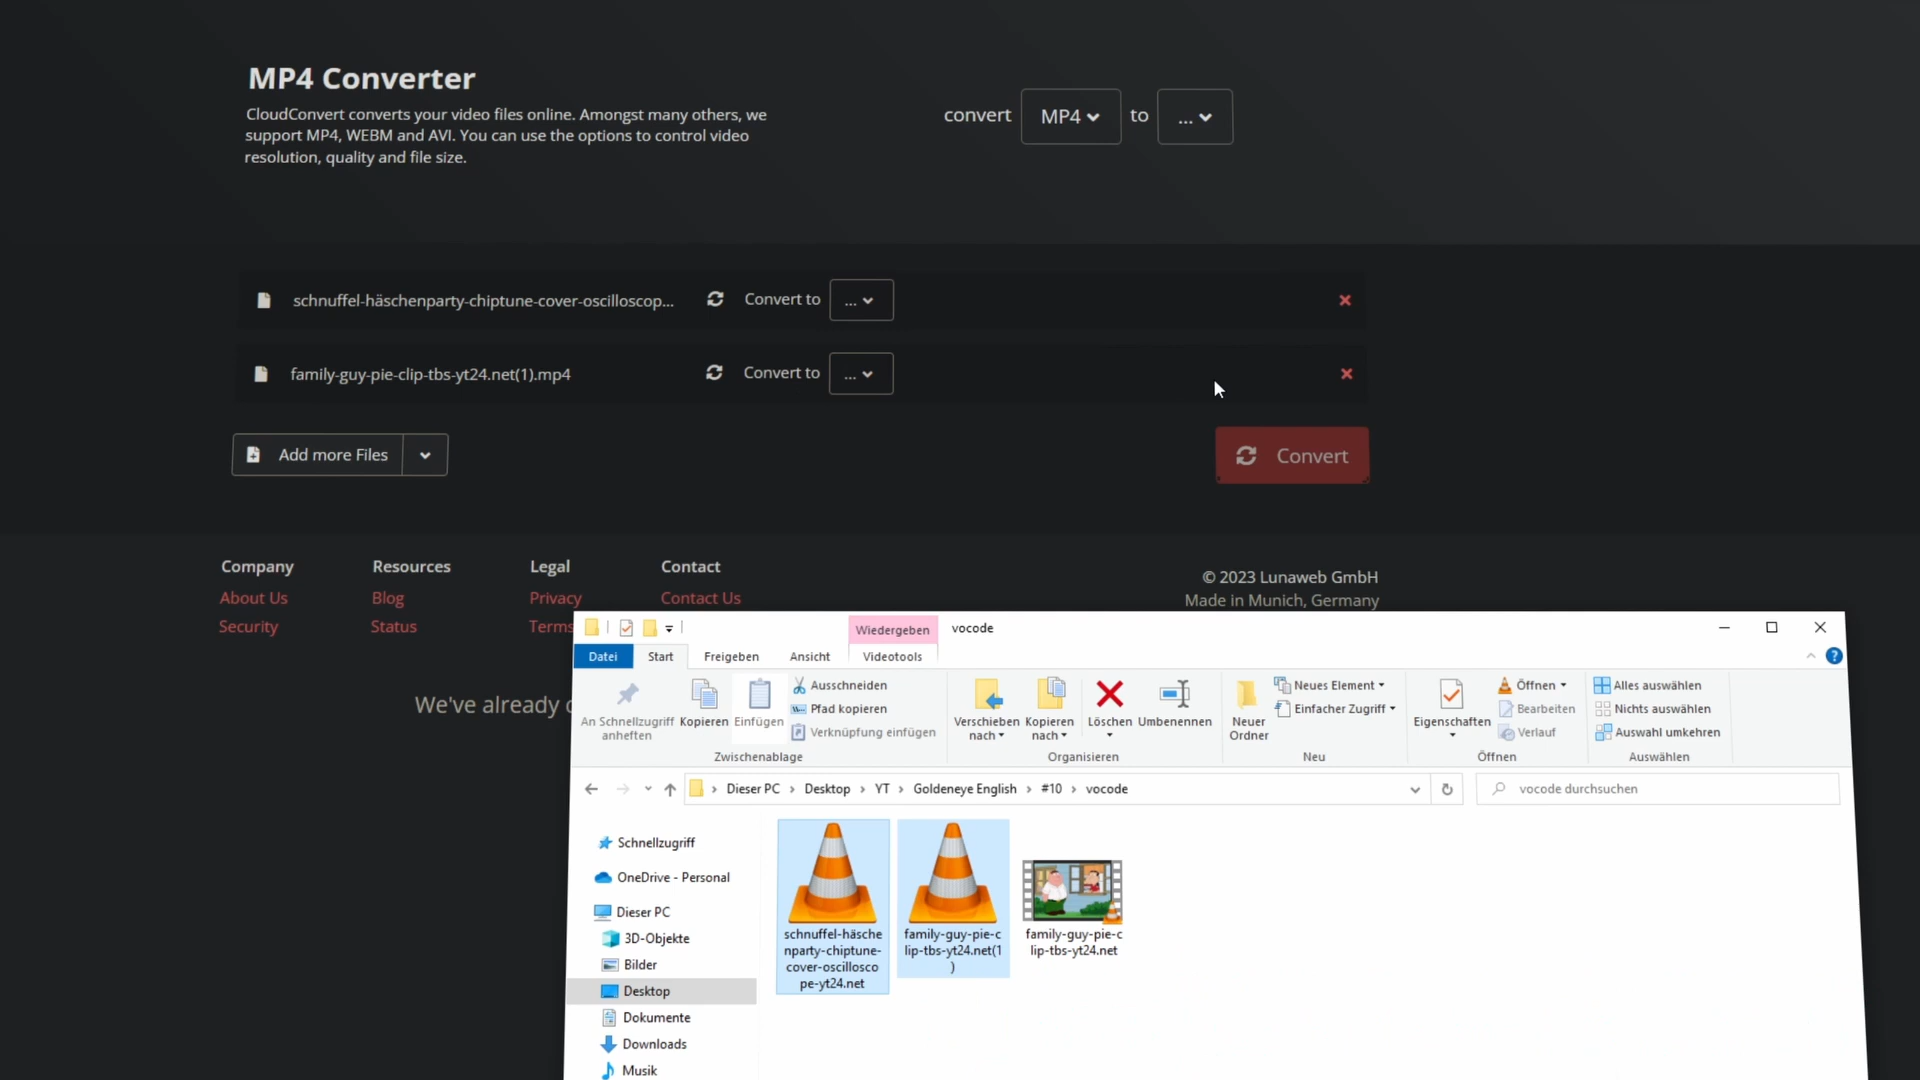 MP4 Converter
CloudConvert converts your video files online. Amongst many others, we
support MP4, WEBM and AVI. You can use the options to control video
resolution, quality and file size.
convert MP4 to ...
schnuffel-häschenparty-chiptune-cover-oscilloscop... Convert to ...
family-guy-pie-clip-tbs-yt24.net(1).mp4 Convert to ...
Add more Files
Convert
Company Resources Legal Contact
About Us Blog Privacy Contact Us
Security Status Terms
© 2023 Lunaweb GmbH
Made in Munich, Germany
We've already
Wiedergeben vocode
Datei Start Freigeben Ansicht Videotools
An Schnellzugriff
anheften
Kopieren
Einfügen
Ausschneiden
Pfad kopieren
Verknüpfung einfügen
Zwischenablage
Verschieben
nach
Kopieren
nach
Löschen
Umbenennen
Organisieren
Neuer
Ordner
Neues Element
Einfacher Zugriff
Neu
Eigenschaften
Öffnen
Bearbeiten
Verlauf
Öffnen
Alles auswählen
Nichts auswählen
Auswahl umkehren
Auswählen
Dieser PC › Desktop › YT › Goldeneye English › #10 › vocode
vocode durchsuchen
Schnellzugriff
OneDrive - Personal
Dieser PC
3D-Objekte
Bilder
Desktop
Dokumente
Downloads
Musik
schnuffel-häsche
nparty-chiptune-
cover-oscillosco
pe-yt24.net
family-guy-pie-c
lip-tbs-yt24.net(1
)
family-guy-pie-c
lip-tbs-yt24.net